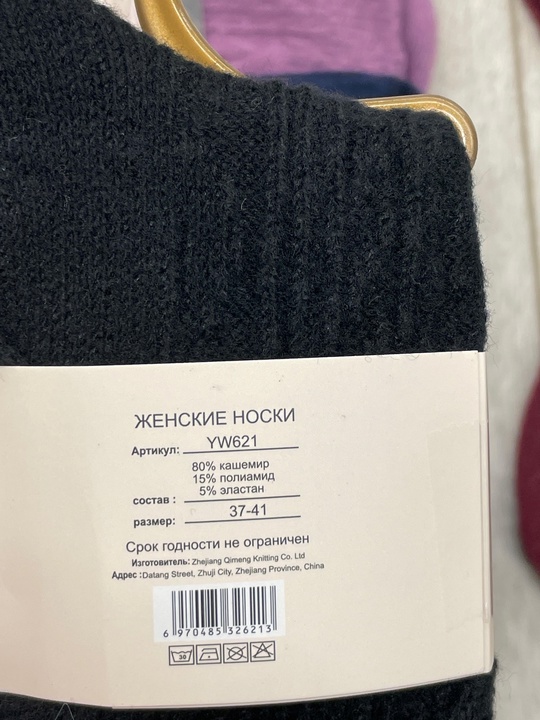 ЖЕНСКИЕ НОСКИ
Артикул: YW621
80% кашемир
15% полиамид
состав : 5% эластан
размер: 37-41
Срок годности не ограничен
Изготовитель: Zhejiang Qimeng Knitting Co. Ltd
Адрес :Datang Street, Zhuji City, Zhejiang Province, China
6 970485 326213
30